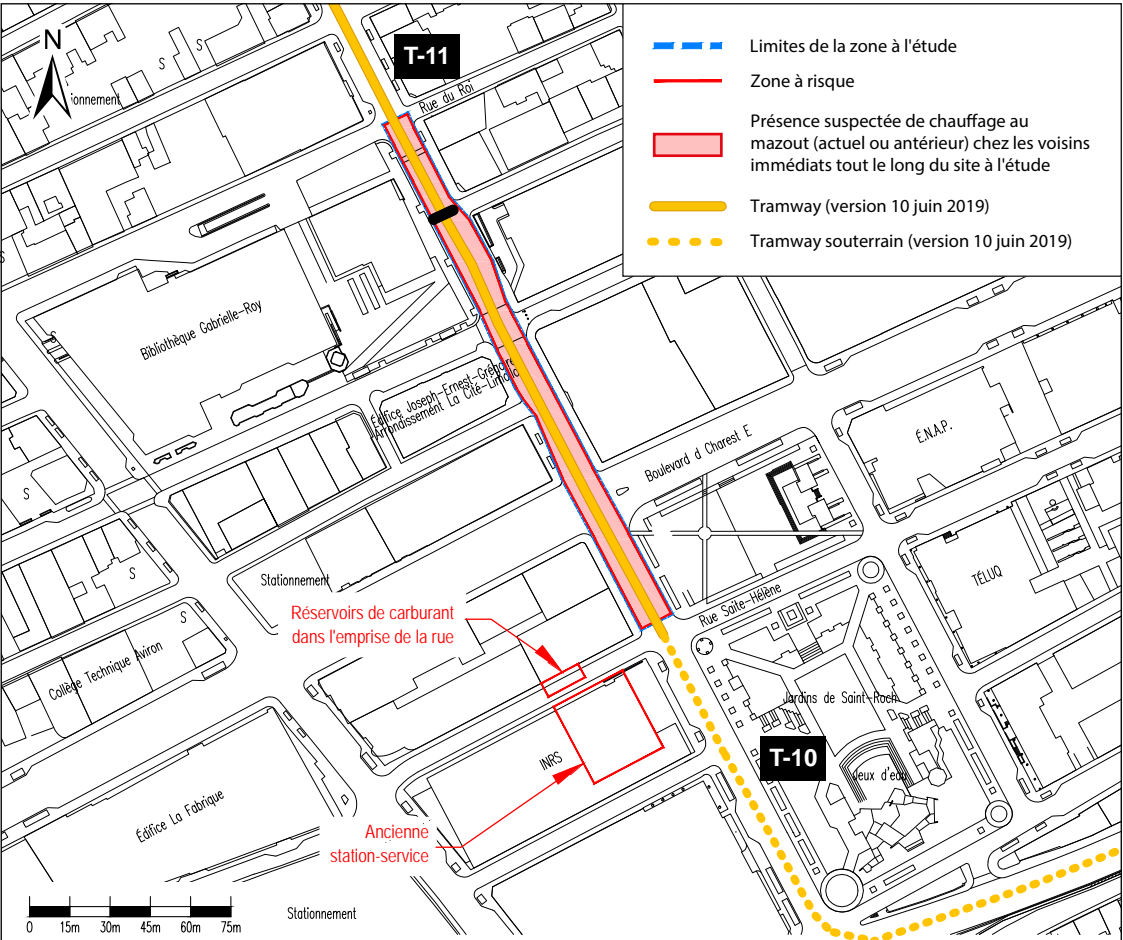 N
T-11
ionnement
S
S
Rue du Roi
Limites de la zone à l'étude
Zone à risque
Présence suspectée de chauffage au
mazout (actuel ou antérieur) chez les voisins
immédiats tout le long du site à l'étude
Tramway (version 10 juin 2019)
Tramway souterrain (version 10 juin 2019)
S
S
Bibliothèque Gabrielle-Roy
Édifice Joseph-Ernest-Grégoire
Arrondissement La Cité-Limoilou
É.N.A.P.
Boulevard d Charest E
S
S
S
S
TÉLUQ
Stationnement
Rue Saite-Hélène
Réservoirs de carburant
dans l'emprise de la rue
Collège Technique Aviron
Jardins de Saint-Roch
T-10
Jeux d'eau
INRS
Édifice La Fabrique
Ancienne
station-service
Stationnement
0 15m 30m 45m 60m 75m